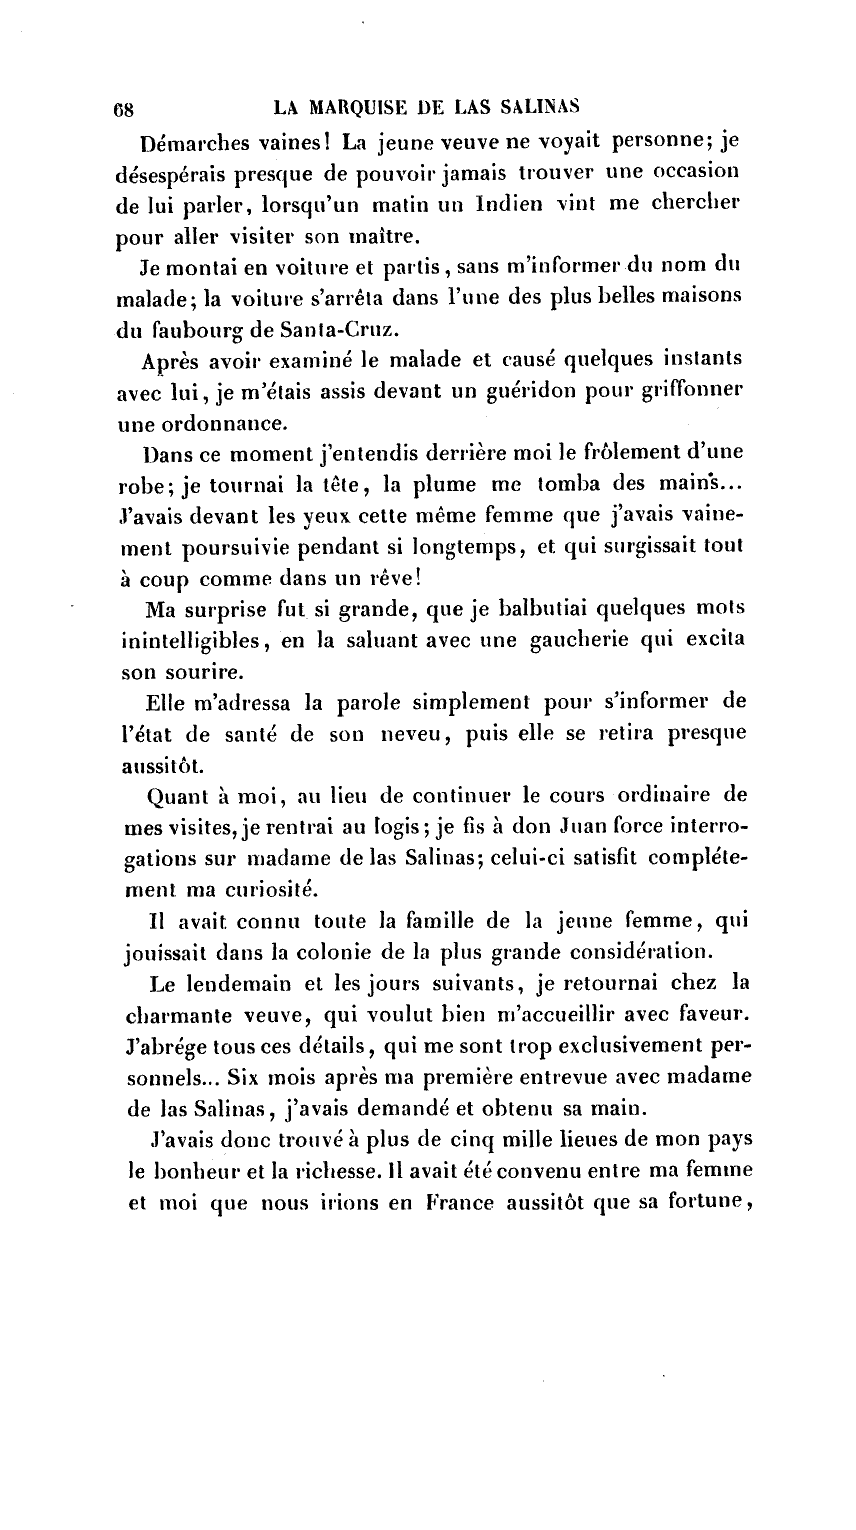 68 LA MARQUISE DE LAS SALINAS
Démarches vaines! La jeune veuve ne voyait personne; je
désespérais presque de pouvoir jamais trouver une occasion
de lui parler, lorsqu'un matin un Indien vint me chercher
pour aller visiter son maître.
Je montai en voiture et partis, sans m'informer du nom du
malade; la voiture s'arrêta dans l'une des plus belles maisons
du faubourg de Santa-Cruz.
Après avoir examiné le malade et causé quelques instants
avec lui, je m'étais assis devant un guéridon pour griffonner
une ordonnance.
Dans ce moment j'entendis derrière moi le frôlement d'une
robe; je tournai la tête, la plume me tomba des mains...
J'avais devant les yeux cette même femme que j'avais vaine-
ment poursuivie pendant si longtemps, et qui surgissait tout
à coup comme dans un rêve!
Ma surprise fut si grande, que je balbutiai quelques mots
inintelligibles, en la saluant avec une gaucherie qui excita
son sourire.
Elle m'adressa la parole simplement pour s'informer de
l'état de santé de son neveu, puis elle se retira presque
aussitôt.
Quant à moi, au lieu de continuer le cours ordinaire de
mes visites, je rentrai au logis; je fis à don Juan force interro-
gations sur madame de las Salinas; celui-ci satisfit complète-
ment ma curiosité.
Il avait connu toute la famille de la jeune femme, qui
jouissait dans la colonie de la plus grande considération.
Le lendemain et les jours suivants, je retournai chez la
charmante veuve, qui voulut bien m'accueillir avec faveur.
J'abrége tous ces détails, qui me sont trop exclusivement per-
sonnels... Six mois après ma première entrevue avec madame
de las Salinas, j'avais demandé et obtenu sa main.
J'avais donc trouvé à plus de cinq mille lieues de mon pays
le bonheur et la richesse. Il avait été convenu entre ma femme
et moi que nous irions en France aussitôt que sa fortune,